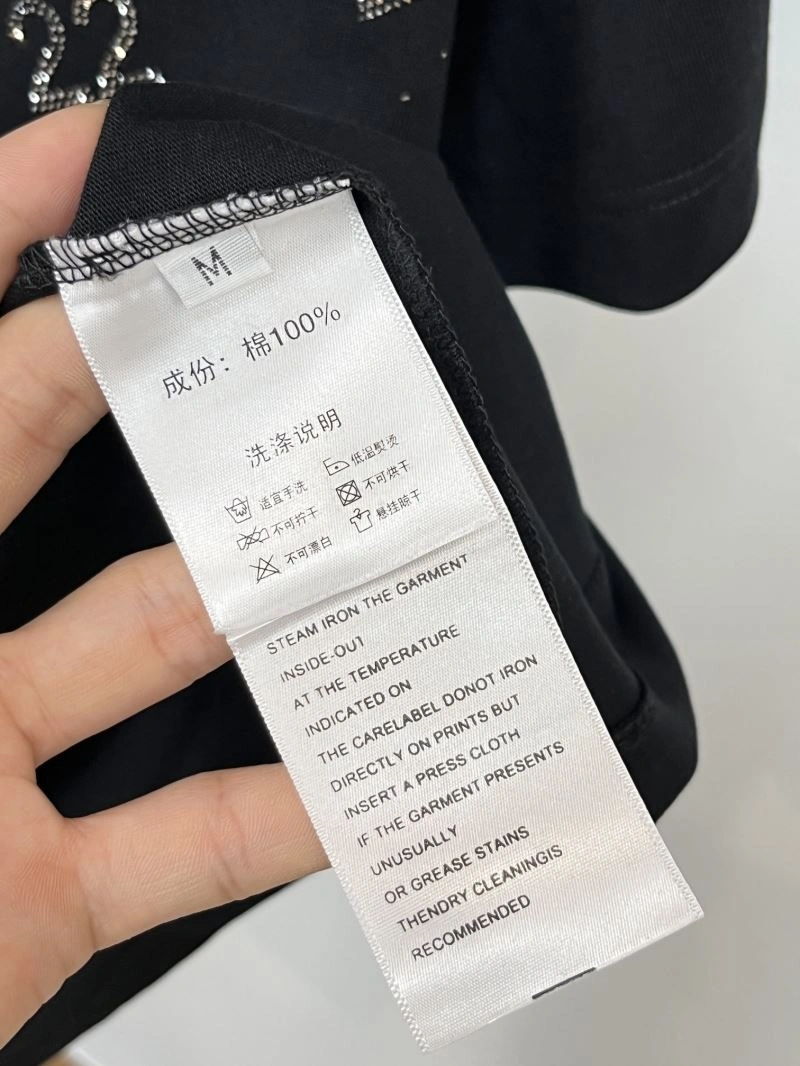 22
M
成份：棉100%
洗涤说明
适宜手洗 低温熨烫
不可拧干 不可烘干
不可漂白 悬挂晾干
STEAM IRON THE GARMENT
INSIDE-OUT
AT THE TEMPERATURE
INDICATED ON
THE CARELABEL DONOT IRON
DIRECTLY ON PRINTS BUT
INSERT A PRESS CLOTH
IF THE GARMENT PRESENTS
UNUSUALLY
OR GREASE STAINS
THENDRY CLEANINGIS
RECOMMENDED